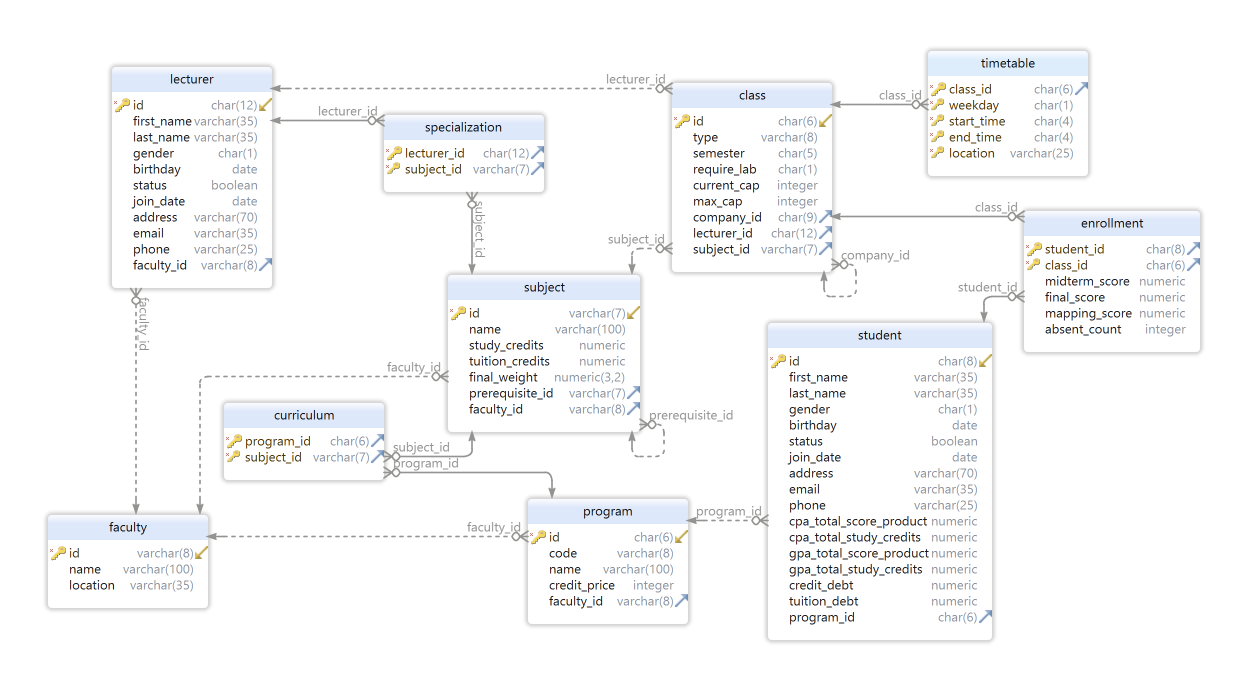 lecturer
id char(12)
first_name varchar(35)
last_name varchar(35)
gender char(1)
birthday date
status boolean
join_date date
address varchar(70)
email varchar(35)
phone varchar(25)
faculty_id varchar(8)
lecturer_id
lecturer_id
specialization
lecturer_id char(12)
subject_id varchar(7)
subject_id
class
id char(6)
type varchar(8)
semester char(5)
require_lab char(1)
current_cap integer
max_cap integer
company_id char(9)
lecturer_id char(12)
subject_id varchar(7)
subject_id
company_id
class_id
timetable
class_id char(6)
weekday char(1)
start_time char(4)
end_time char(4)
location varchar(25)
class_id
enrollment
student_id char(8)
class_id char(6)
midterm_score numeric
final_score numeric
mapping_score numeric
absent_count integer
student_id
faculty_id
subject
id varchar(7)
name varchar(100)
study_credits numeric
tuition_credits numeric
final_weight numeric(3,2)
prerequisite_id varchar(7)
faculty_id varchar(8)
faculty_id
prerequisite_id
student
id char(8)
first_name varchar(35)
last_name varchar(35)
gender char(1)
birthday date
status boolean
join_date date
address varchar(70)
email varchar(35)
phone varchar(25)
cpa_total_score_product numeric
cpa_total_study_credits numeric
gpa_total_score_product numeric
gpa_total_study_credits numeric
credit_debt numeric
tuition_debt numeric
program_id char(6)
curriculum
program_id char(6)
subject_id varchar(7)
subject_id
program_id
faculty
id varchar(8)
name varchar(100)
location varchar(35)
faculty_id
program
id char(6)
code varchar(8)
name varchar(100)
credit_price integer
faculty_id varchar(8)
program_id